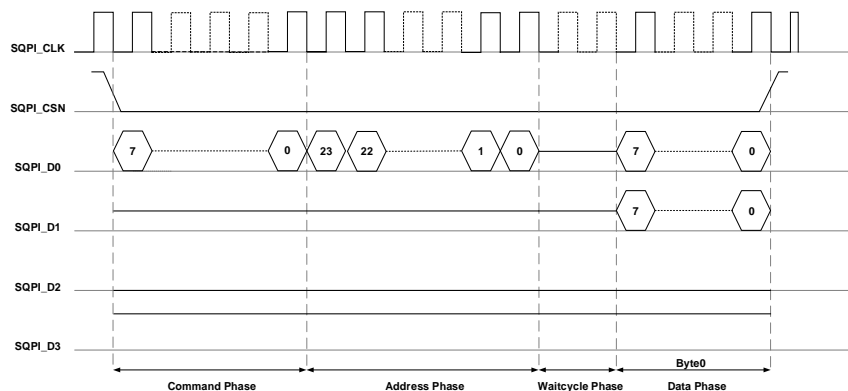 SQPI_CLK
SQPI_CSN
7 0 23 22 1 0 7 0
SQPI_D0
7 0
SQPI_D1
SQPI_D2
SQPI_D3
Byte0
Command Phase Address Phase Waitcycle Phase Data Phase